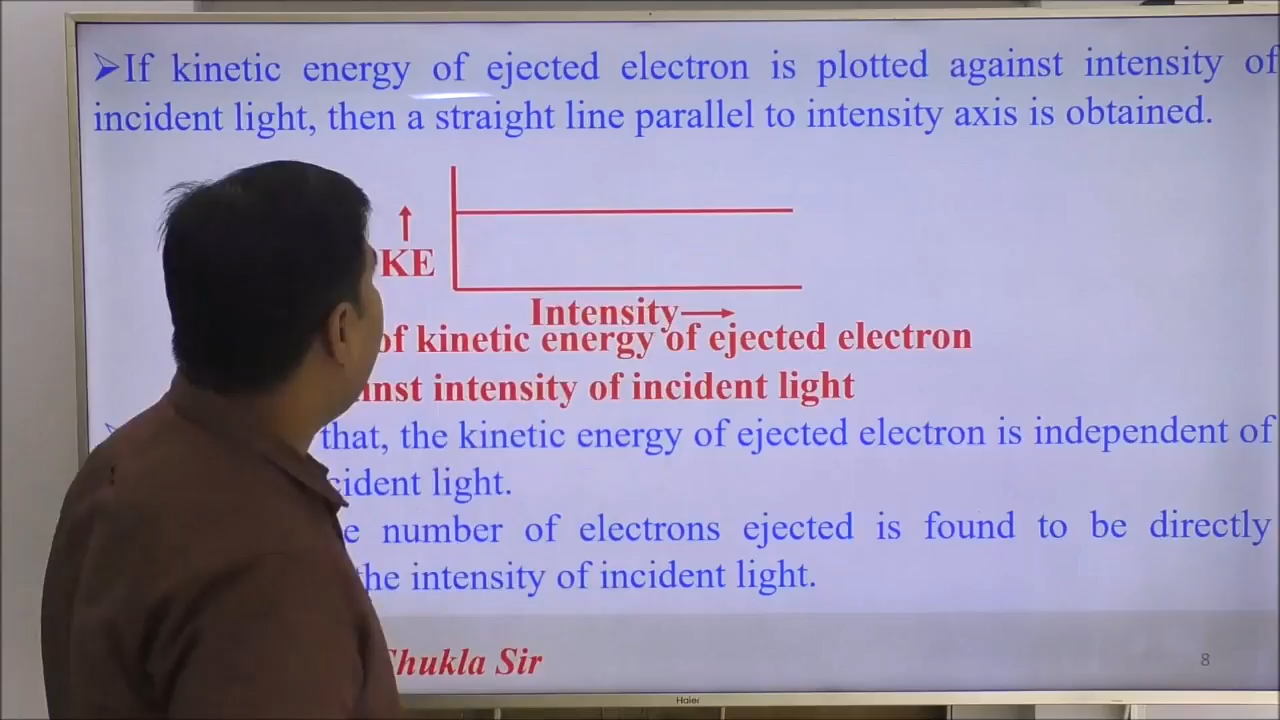 ➢If kinetic energy of ejected electron is plotted against intensity of
incident light, then a straight line parallel to intensity axis is obtained.
KE
Intensity
of kinetic energy of ejected electron
intensity of incident light
that, the kinetic energy of ejected electron is independent of
light.
number of electrons ejected is found to be directly
the intensity of incident light.
Shukla Sir
8
Haier